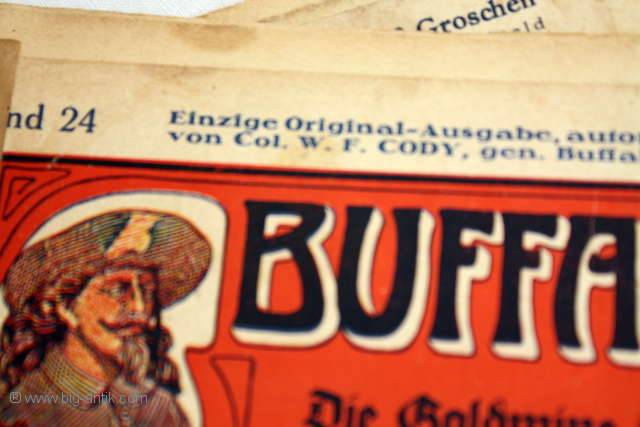 Groschen
nd 24
Einzige Original-Ausgabe, auto
von Col. W. F. CODY, gen. Buffa
BUFFA
Die Goldmine
® www.big-antik.com